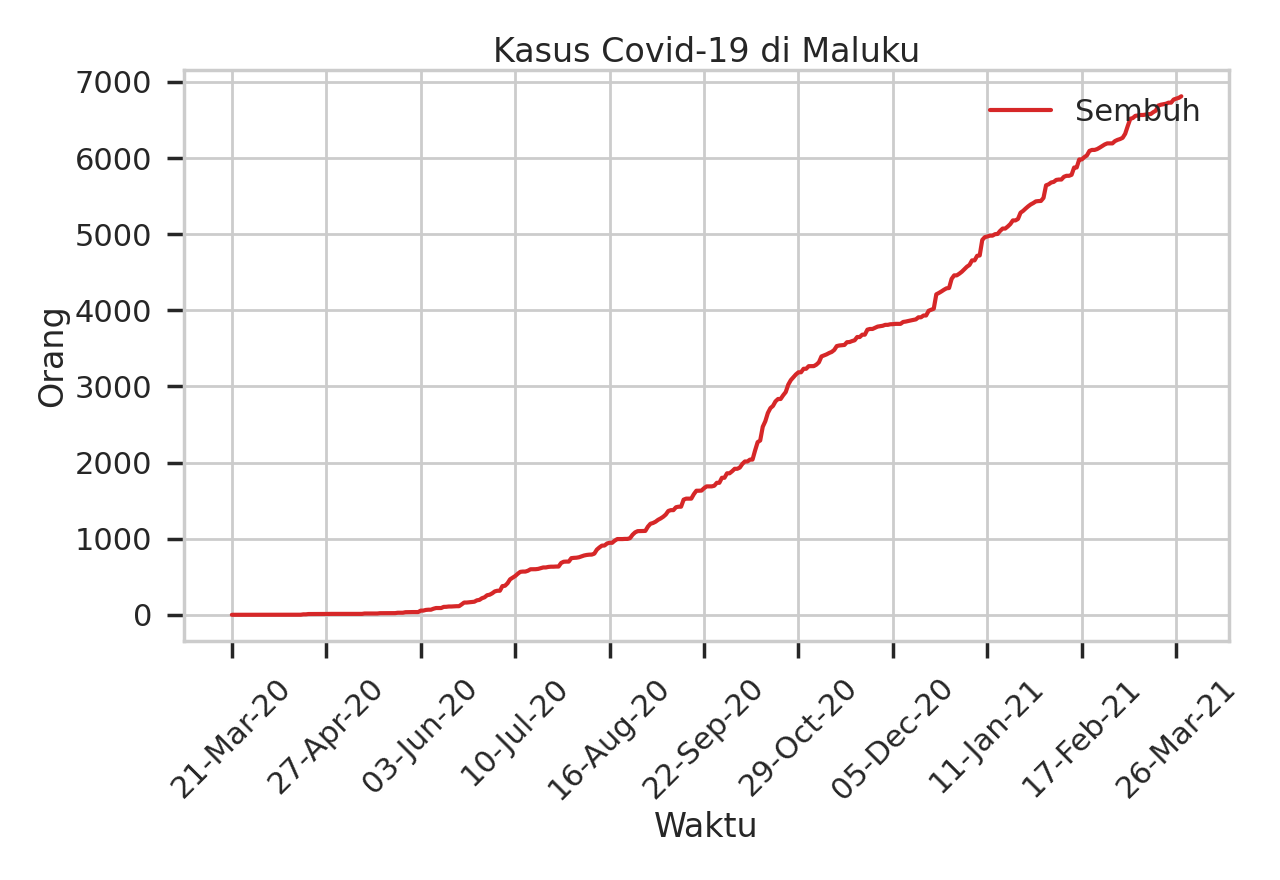 Kasus Covid-19 di Maluku
Sembuh
Orang
7000
6000
5000
4000
3000
2000
1000
0
21-Mar-20
27-Apr-20
03-Jun-20
10-Jul-20
16-Aug-20
22-Sep-20
29-Oct-20
05-Dec-20
11-Jan-21
17-Feb-21
26-Mar-21
Waktu